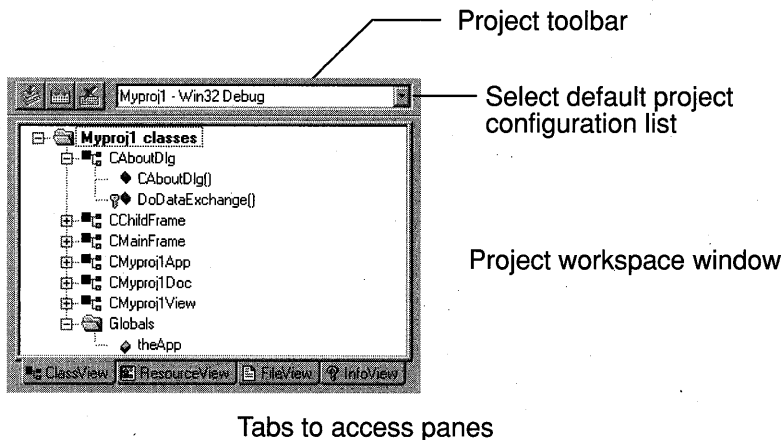 Project toolbar
Myproj1 - Win32 Debug
Select default project
configuration list
Myproj1 classes
CAboutDlg
CAboutDlg()
DoDataExchange()
CChildFrame
CMainFrame
CMyproj1App
CMyproj1Doc
CMyproj1View
Globals
theApp
Project workspace window
ClassView ResourceView FileView InfoView
Tabs to access panes